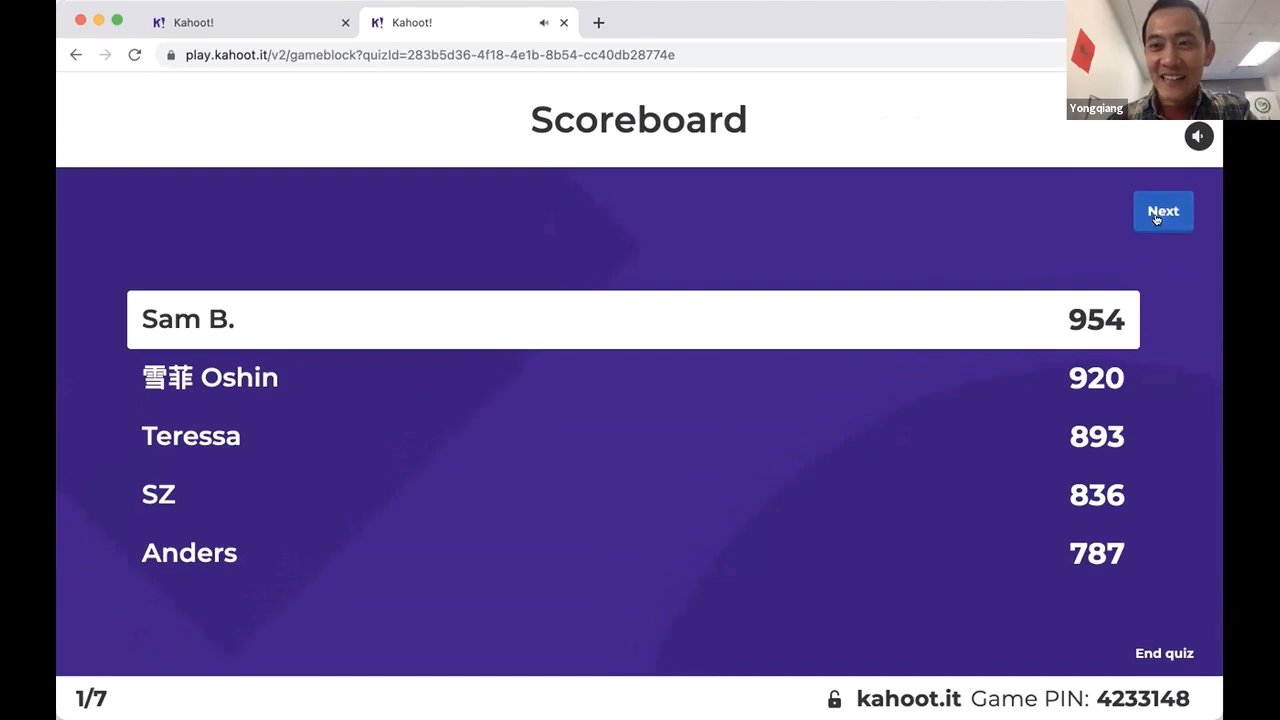 Kahoot!
Kahoot!
play.kahoot.it/v2/gameblock?quizId=283b5d36-4f18-4e1b-8b54-cc40db28774e
Yongqiang
Scoreboard
Next
Sam B. 954
雪菲 Oshin 920
Teressa 893
SZ 836
Anders 787
End quiz
1/7
kahoot.it Game PIN: 4233148